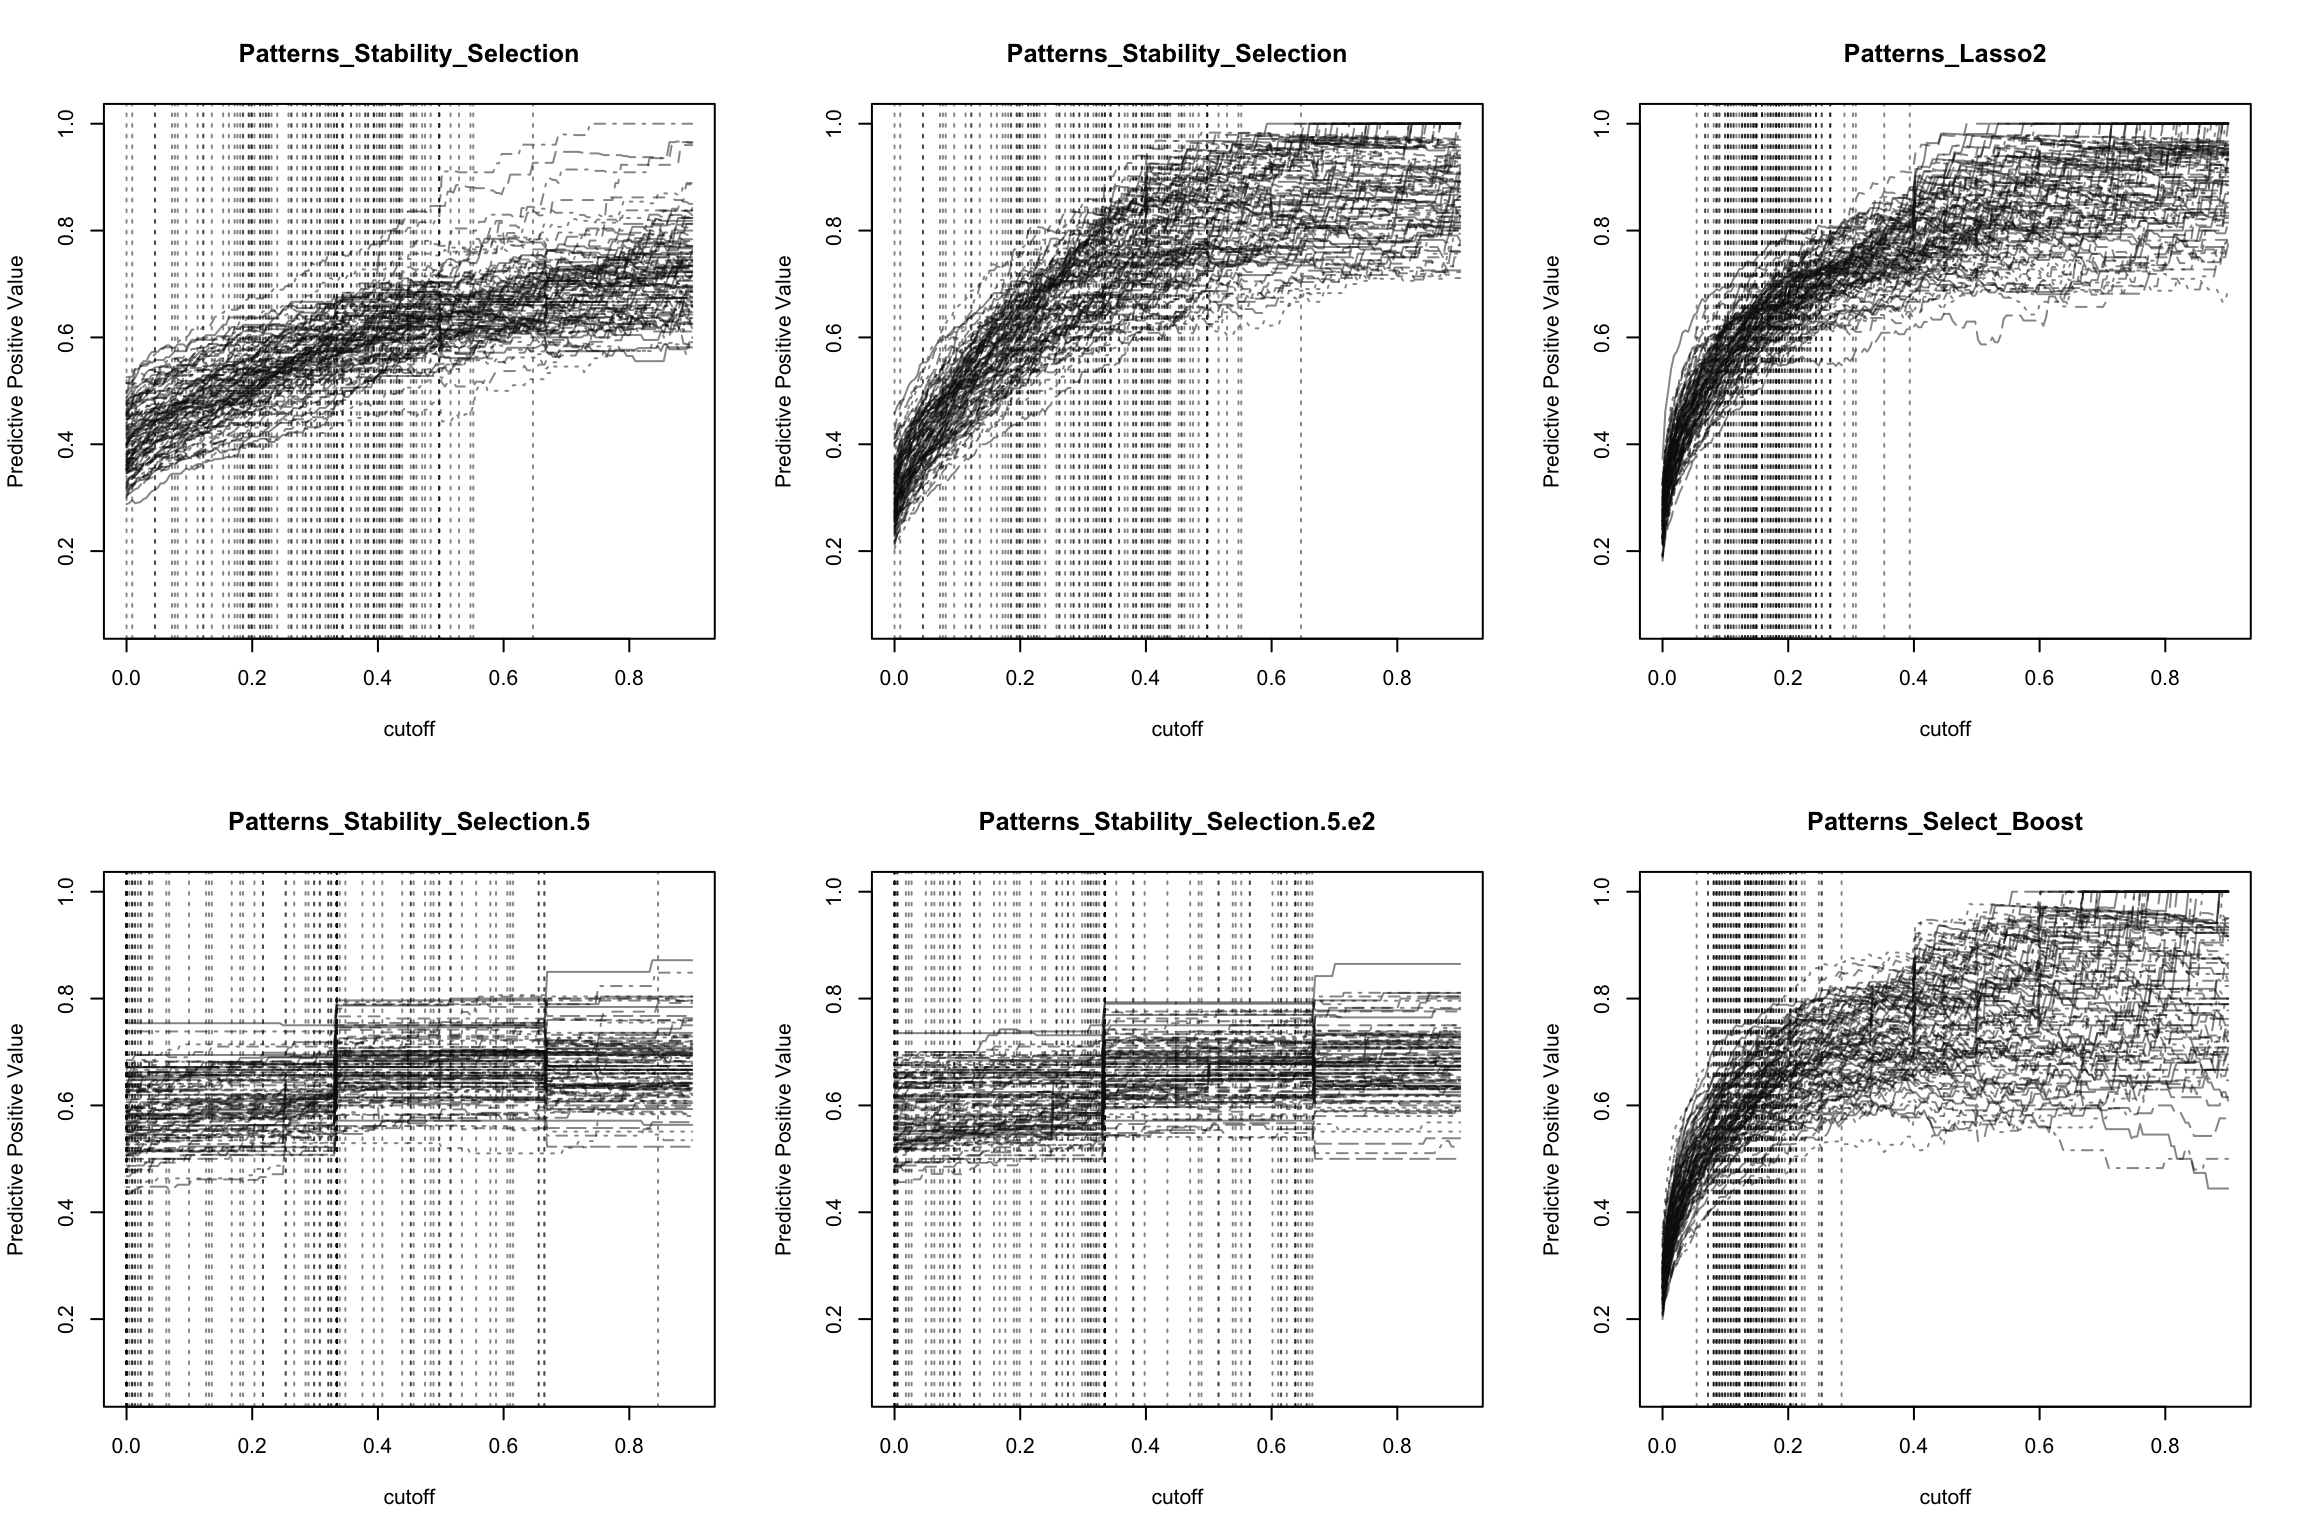 Patterns_Stability_Selection
Predictive Positive Value
1.0
0.8
0.6
0.4
0.2
0.0 0.2 0.4 0.6 0.8
cutoff
Patterns_Stability_Selection
Predictive Positive Value
1.0
0.8
0.6
0.4
0.2
0.0 0.2 0.4 0.6 0.8
cutoff
Patterns_Lasso2
Predictive Positive Value
1.0
0.8
0.6
0.4
0.2
0.0 0.2 0.4 0.6 0.8
cutoff
Patterns_Stability_Selection.5
Predictive Positive Value
1.0
0.8
0.6
0.4
0.2
0.0 0.2 0.4 0.6 0.8
cutoff
Patterns_Stability_Selection.5.e2
Predictive Positive Value
1.0
0.8
0.6
0.4
0.2
0.0 0.2 0.4 0.6 0.8
cutoff
Patterns_Select_Boost
Predictive Positive Value
1.0
0.8
0.6
0.4
0.2
0.0 0.2 0.4 0.6 0.8
cutoff